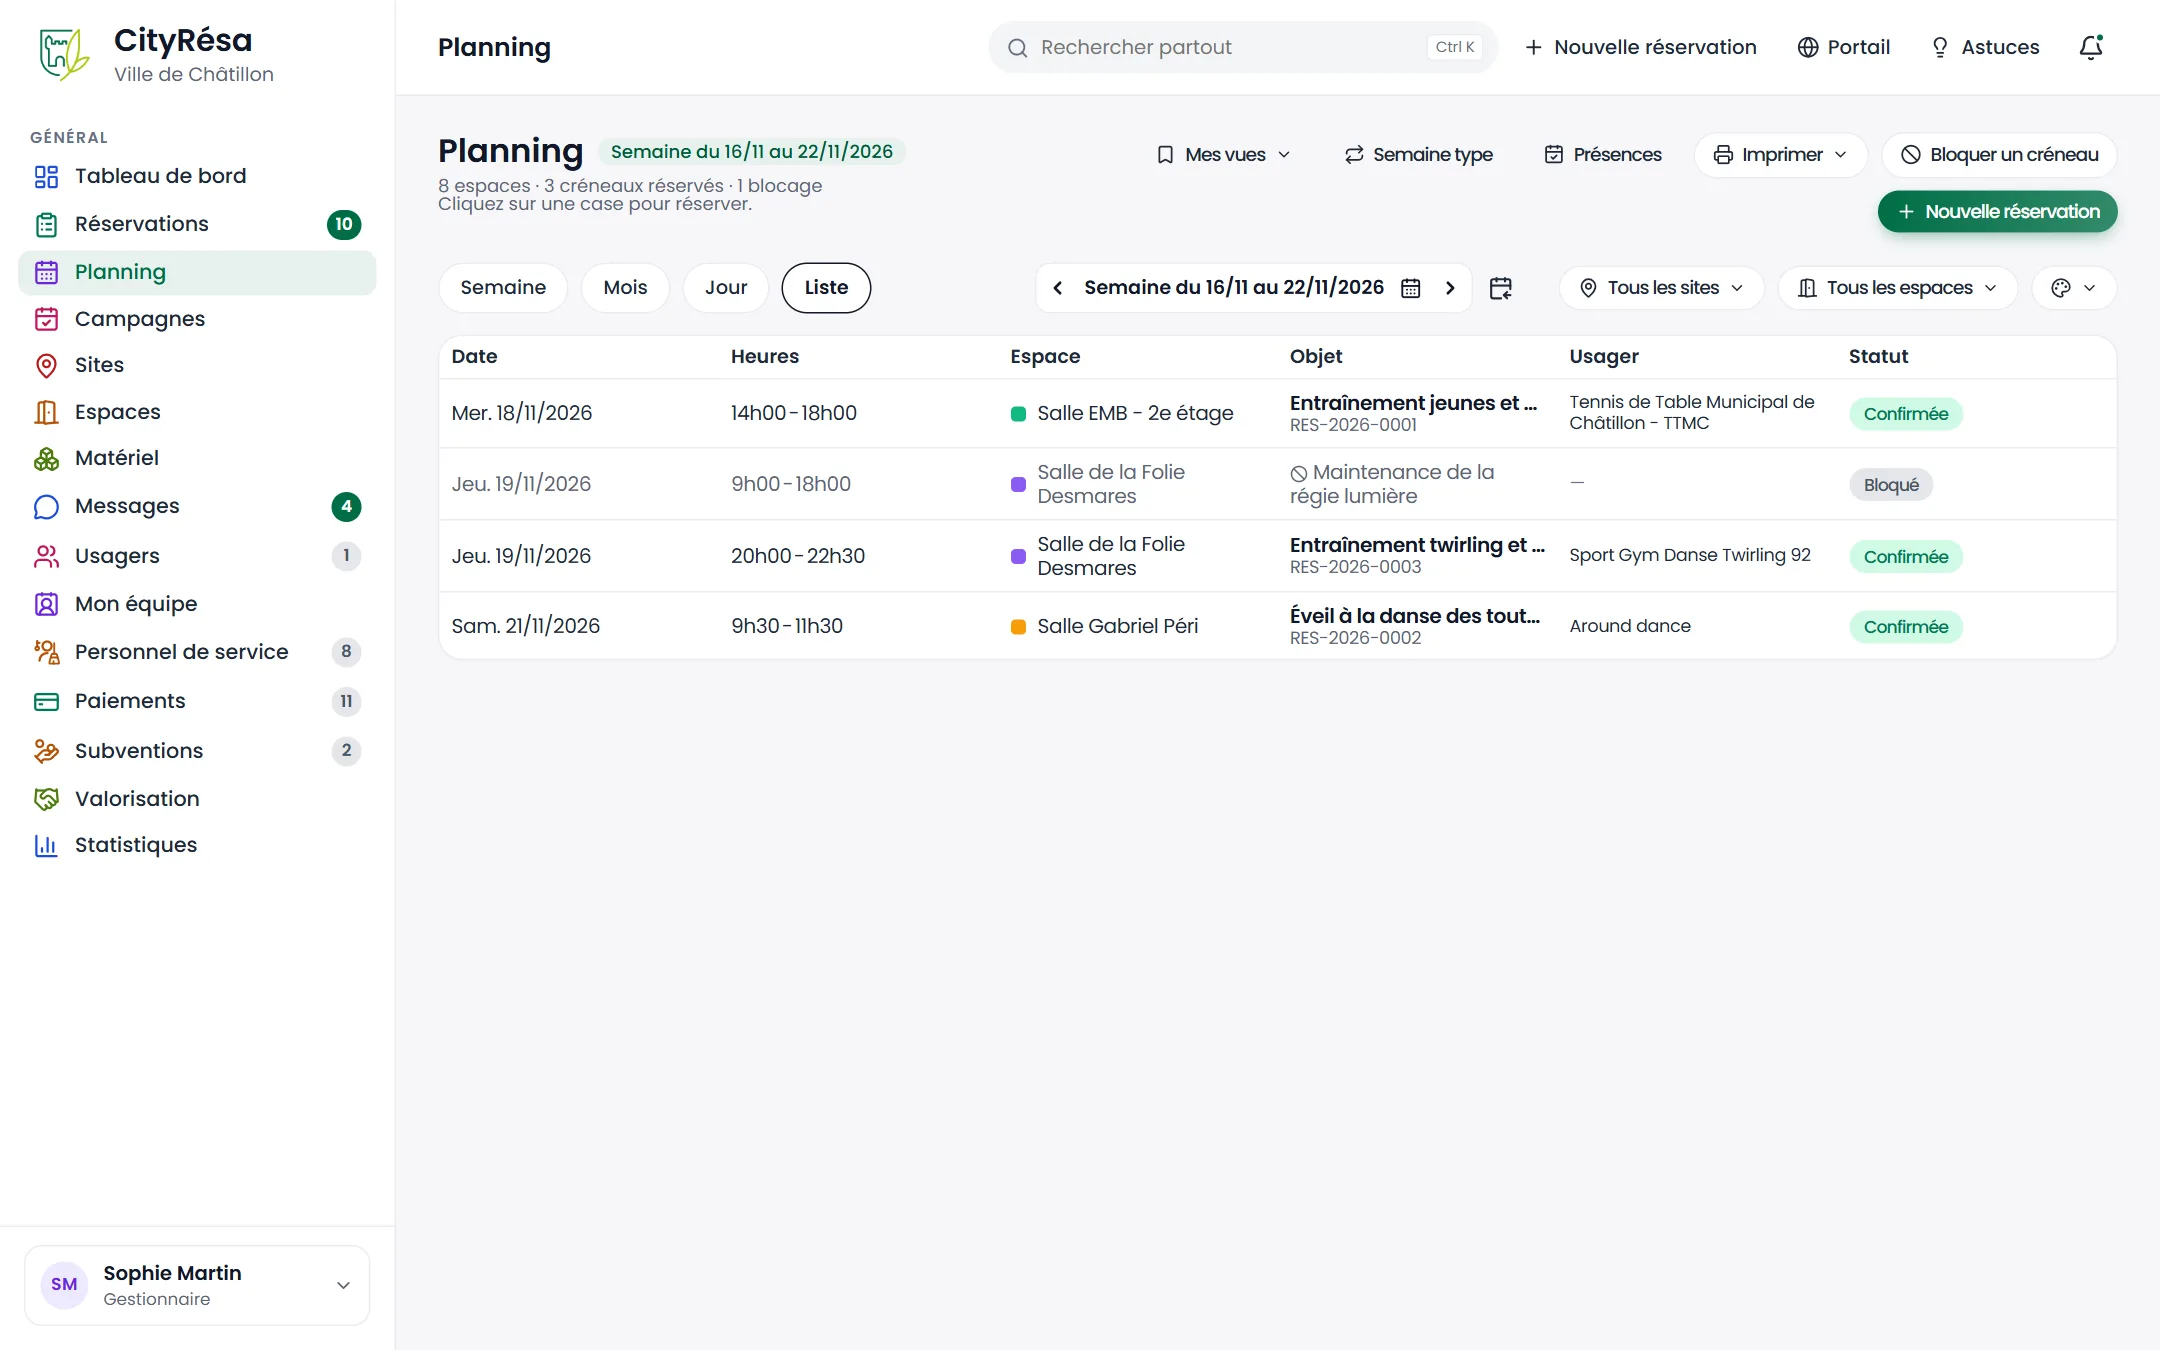 CityRésa
Ville de Châtillon
GÉNÉRAL
Tableau de bord
Réservations 10
Planning
Campagnes
Sites
Espaces
Matériel
Messages 4
Usagers 1
Mon équipe
Personnel de service 8
Paiements 11
Subventions 2
Valorisation
Statistiques
SM
Sophie Martin
Gestionnaire
Planning
Rechercher partout Ctrl K
Nouvelle réservation
Portail
Astuces
Planning Semaine du 16/11 au 22/11/2026
8 espaces · 3 créneaux réservés · 1 blocage
Cliquez sur une case pour réserver.
Mes vues
Semaine type
Présences
Imprimer
Bloquer un créneau
Nouvelle réservation
Semaine Mois Jour Liste
Semaine du 16/11 au 22/11/2026
Tous les sites
Tous les espaces
Date Heures Espace Objet Usager Statut
Mer. 18/11/2026
14h00-18h00
Salle EMB - 2e étage
Entraînement jeunes et ...
RES-2026-0001
Tennis de Table Municipal de
Châtillon - TTMC
Confirmée
Jeu. 19/11/2026
9h00-18h00
Salle de la Folie
Desmares
Maintenance de la
régie lumière
—
Bloqué
Jeu. 19/11/2026
20h00-22h30
Salle de la Folie
Desmares
Entraînement twirling et ...
RES-2026-0003
Sport Gym Danse Twirling 92
Confirmée
Sam. 21/11/2026
9h30-11h30
Salle Gabriel Péri
Éveil à la danse des tout...
RES-2026-0002
Around dance
Confirmée